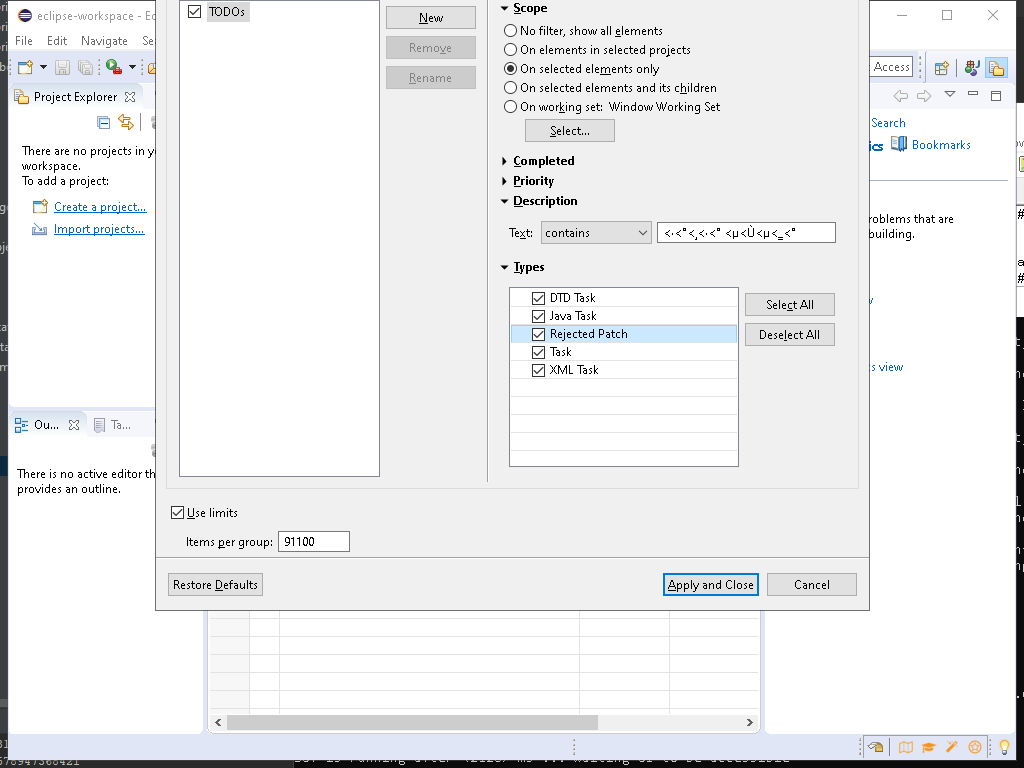 eclipse-workspace - Ec
File Edit Navigate Se
Access
Project Explorer
There are no projects in y
workspace.
To add a project:
Create a project...
Import projects...
Ou...
Ta...
There is no active editor th
provides an outline.
TODOs
New
Remove
Rename
Scope
No filter, show all elements
On elements in selected projects
On selected elements only
On selected elements and its children
On working set: Window Working Set
Select...
Completed
Priority
Description
Text:
contains
Types
DTD Task
Java Task
Rejected Patch
Task
XML Task
Select All
Deselect All
Use limits
Items per group:
91100
Restore Defaults
Apply and Close
Cancel
Search
Bookmarks
roblems that are
building.
s view